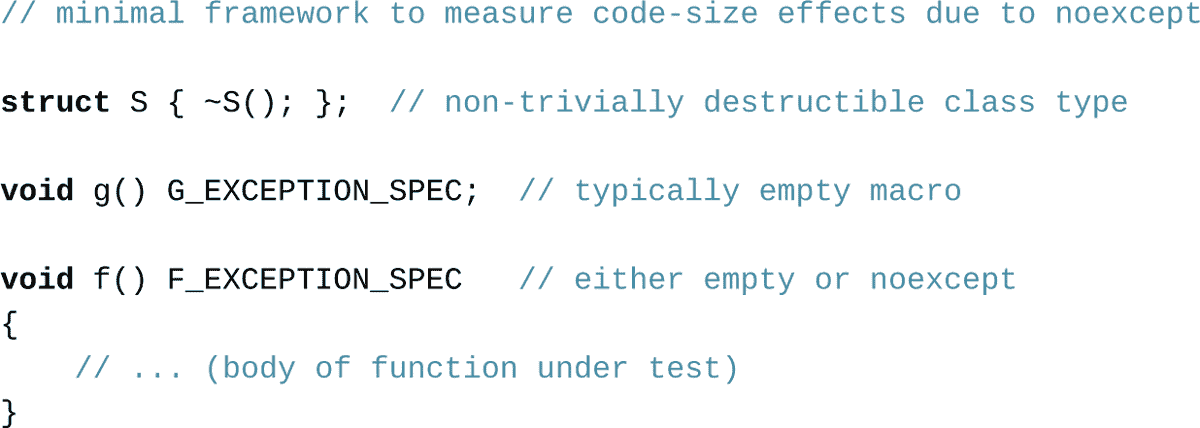 // minimal framework to measure code-size effects due to noexcept
struct S { ~S(); };  // non-trivially destructible class type
void g() G_EXCEPTION_SPEC;  // typically empty macro
void f() F_EXCEPTION_SPEC   // either empty or noexcept
{
    // ... (body of function under test)
}